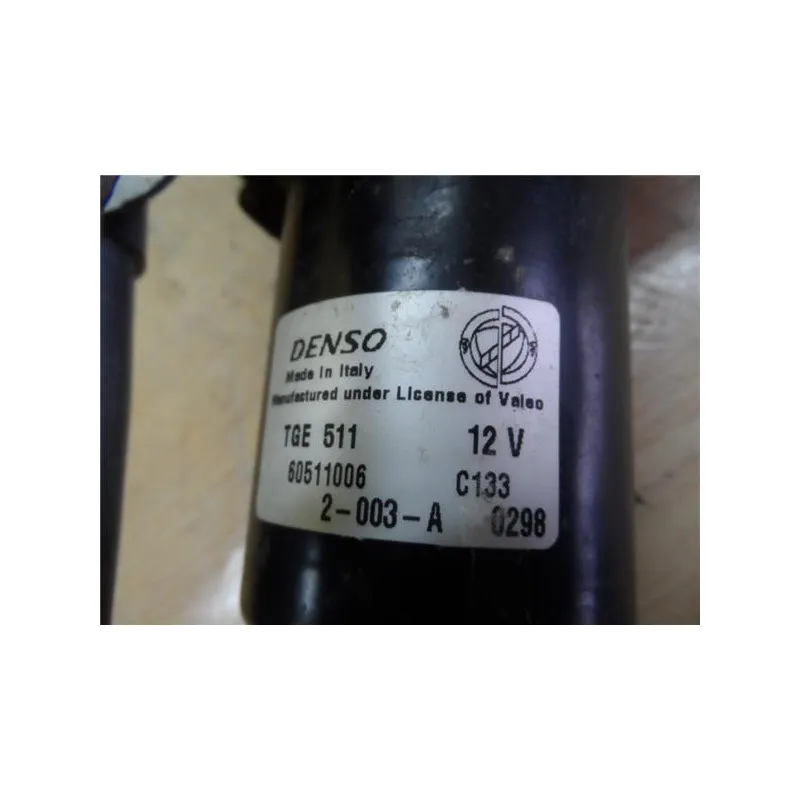 DENSO
Made in Italy
Manufactured under License of Valeo
TGE 511 12 V
60511006 C133
2-003-A 0298